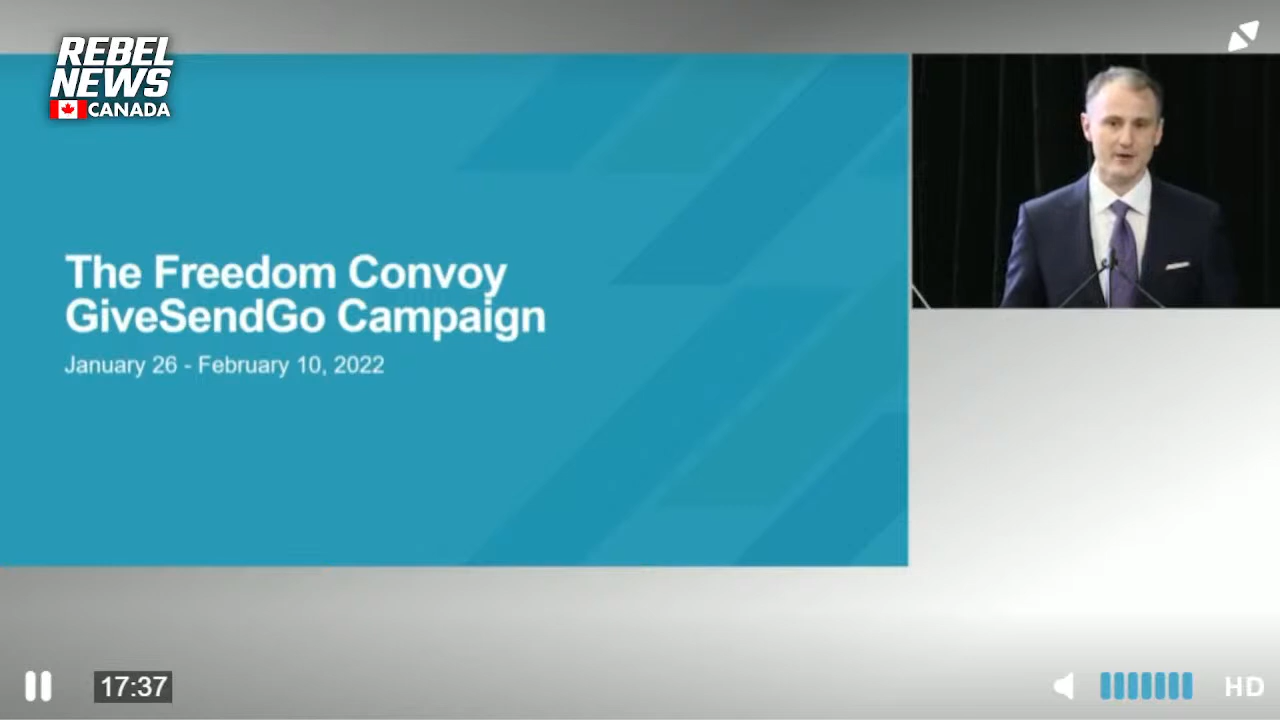 REBEL
NEWS
CANADA
The Freedom Convoy
GiveSendGo Campaign
January 26 - February 10, 2022
17:37
HD